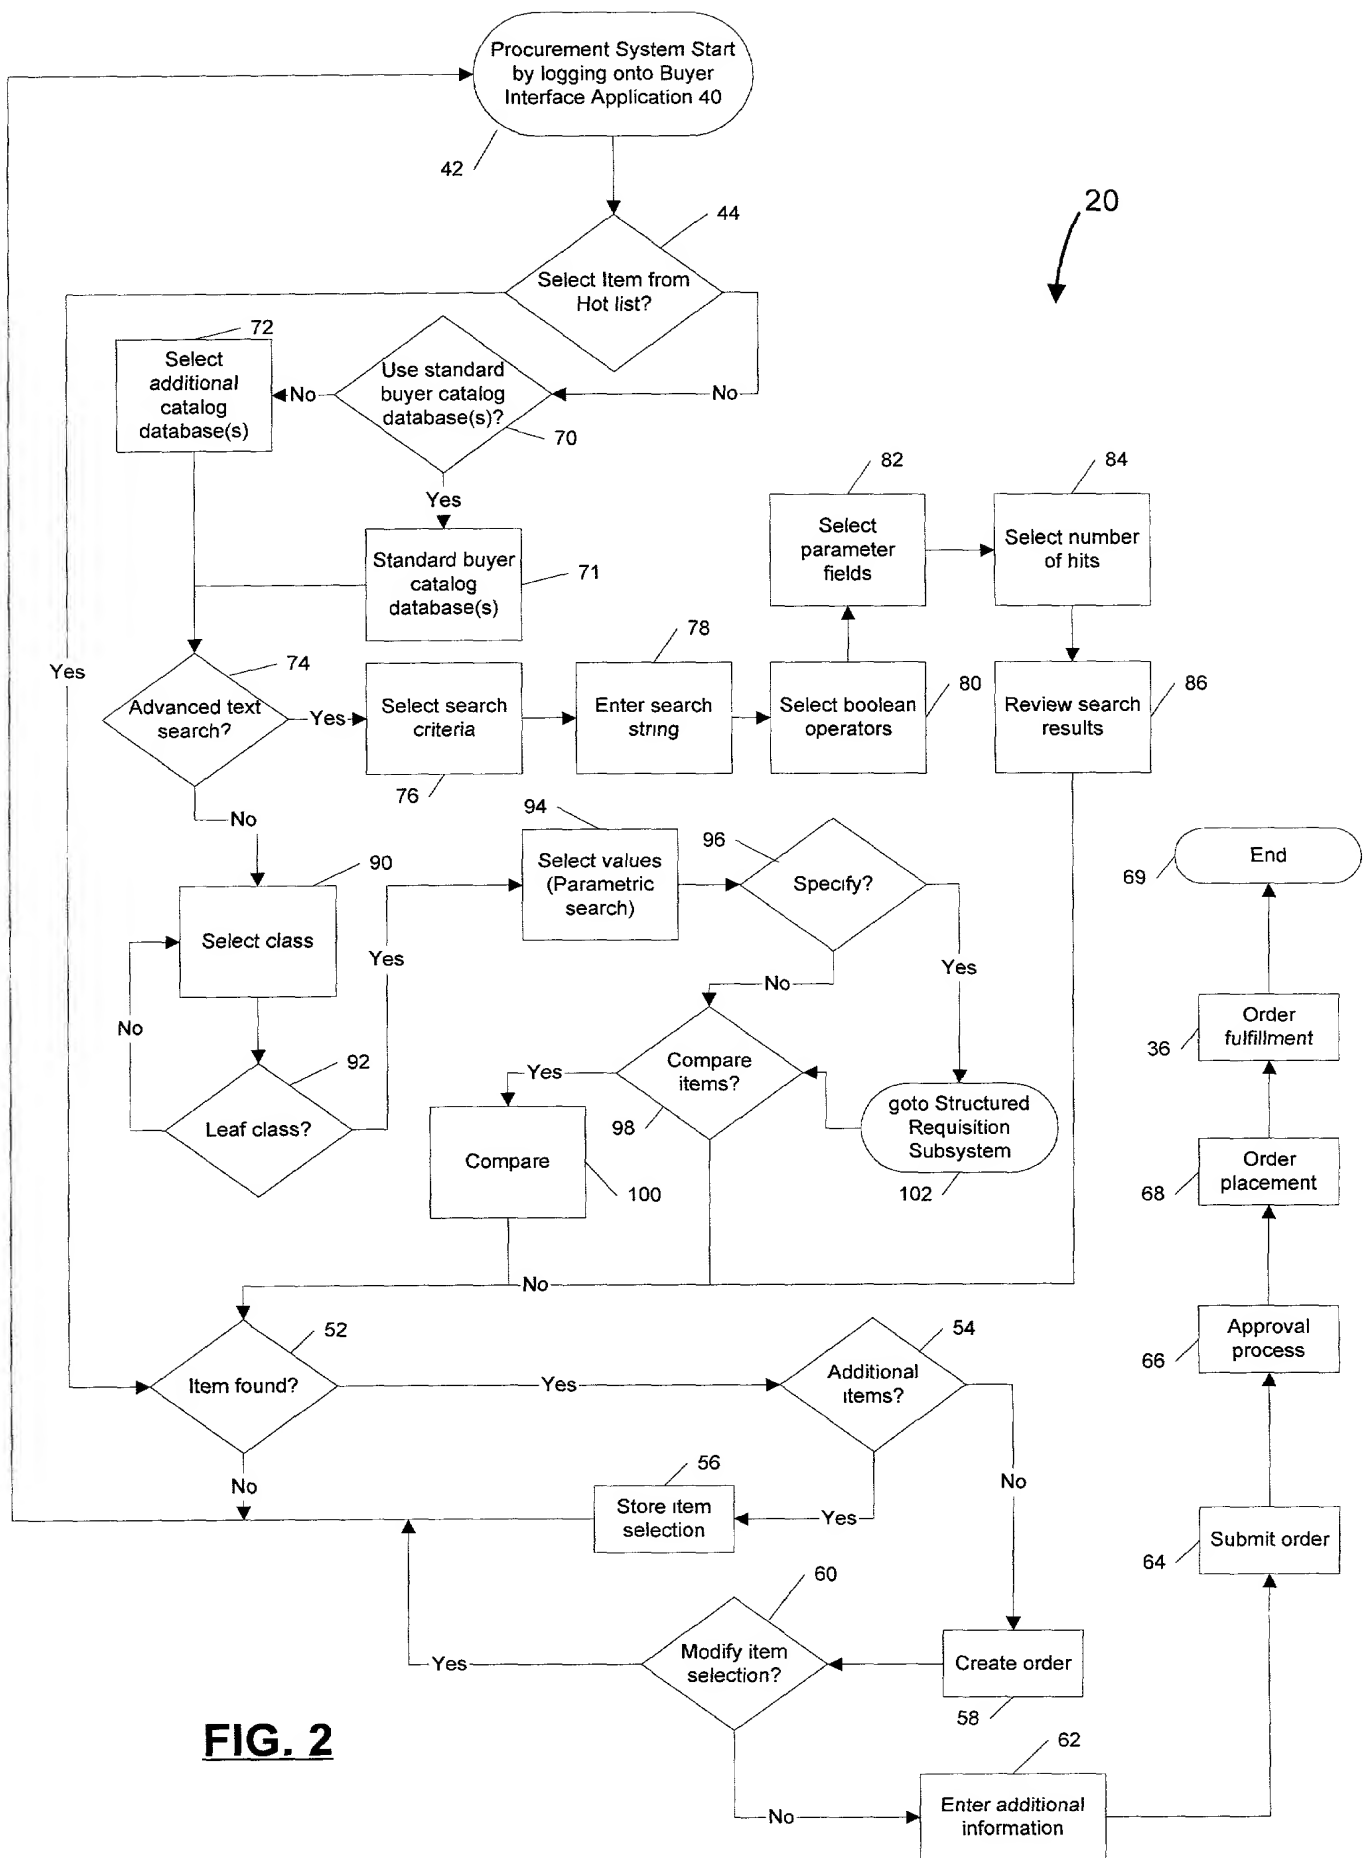 Procurement System Start
by logging onto Buyer
Interface Application 40
42
20
44
Select Item from
Hot list?
72
Select
additional
catalog
database(s)
No
Use standard
buyer catalog
database(s)?
No
70
Yes
82
84
Select
parameter
fields
Select number
of hits
Standard buyer
catalog
database(s)
71
Yes
74
78
80
86
Advanced text
search?
Yes
Select search
criteria
Enter search
string
Select boolean
operators
Review search
results
76
No
94
96
90
Select values
(Parametric
search)
Specify?
End
69
Select class
Yes
No
Yes
No
Order
fulfillment
36
92
Leaf class?
Yes
Compare
items?
98
goto Structured
Requisition
Subsystem
102
Compare
100
Order
placement
68
No
52
54
Approval
process
66
Item found?
Yes
Additional
items?
No
56
No
Store item
selection
Yes
Submit order
64
60
Modify item
selection?
Yes
Create order
58
FIG. 2
62
No
Enter additional
information